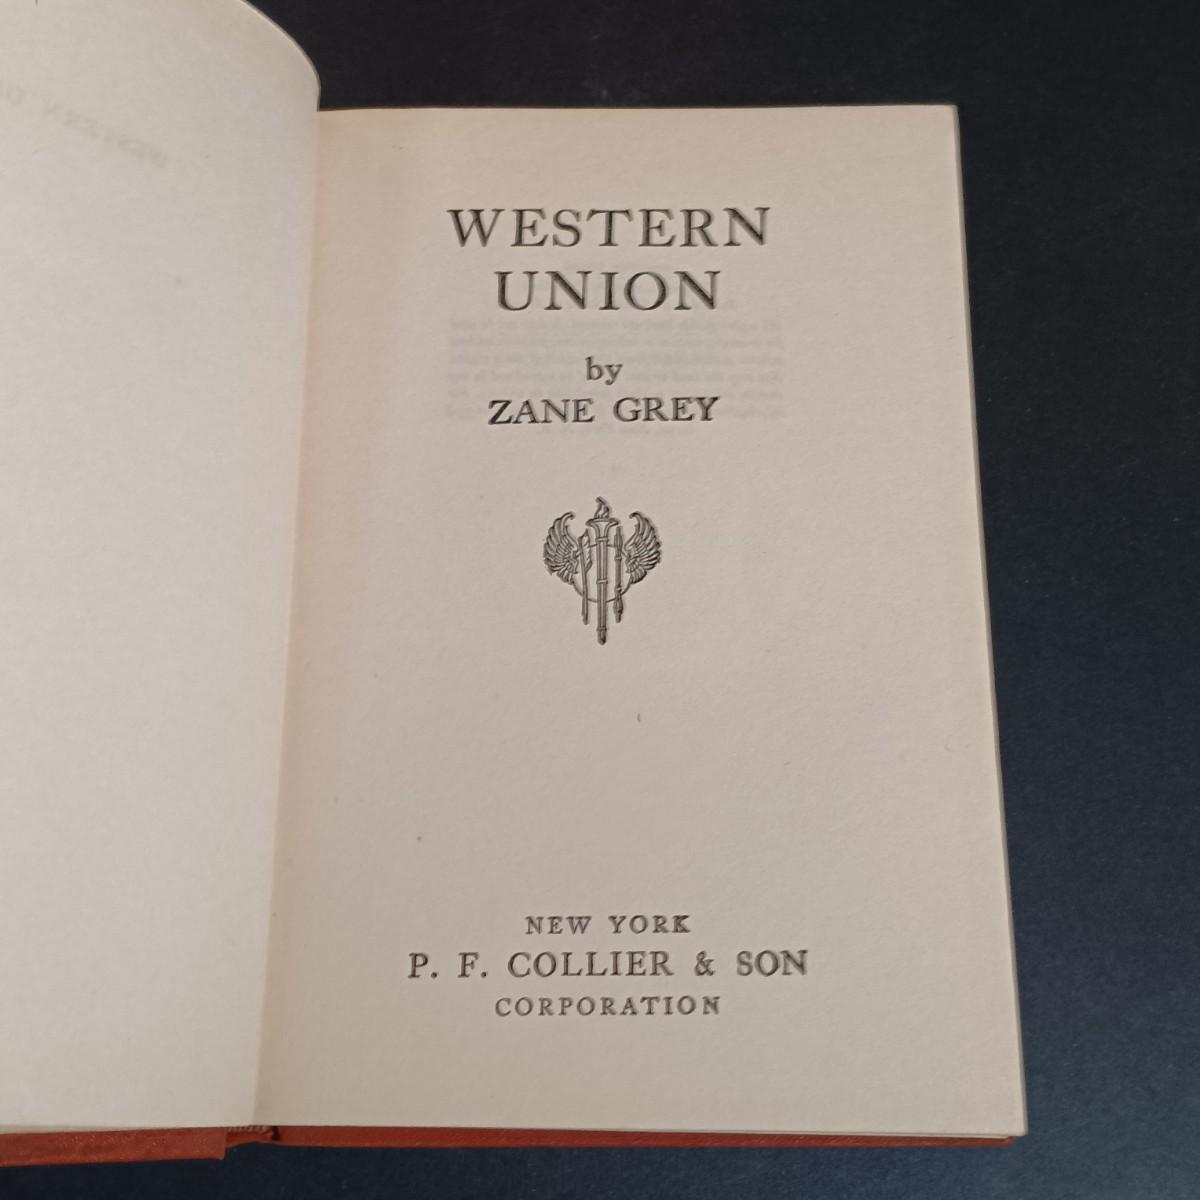 WESTERN
UNION
by
ZANE GREY
NEW YORK
P. F. COLLIER & SON
CORPORATION